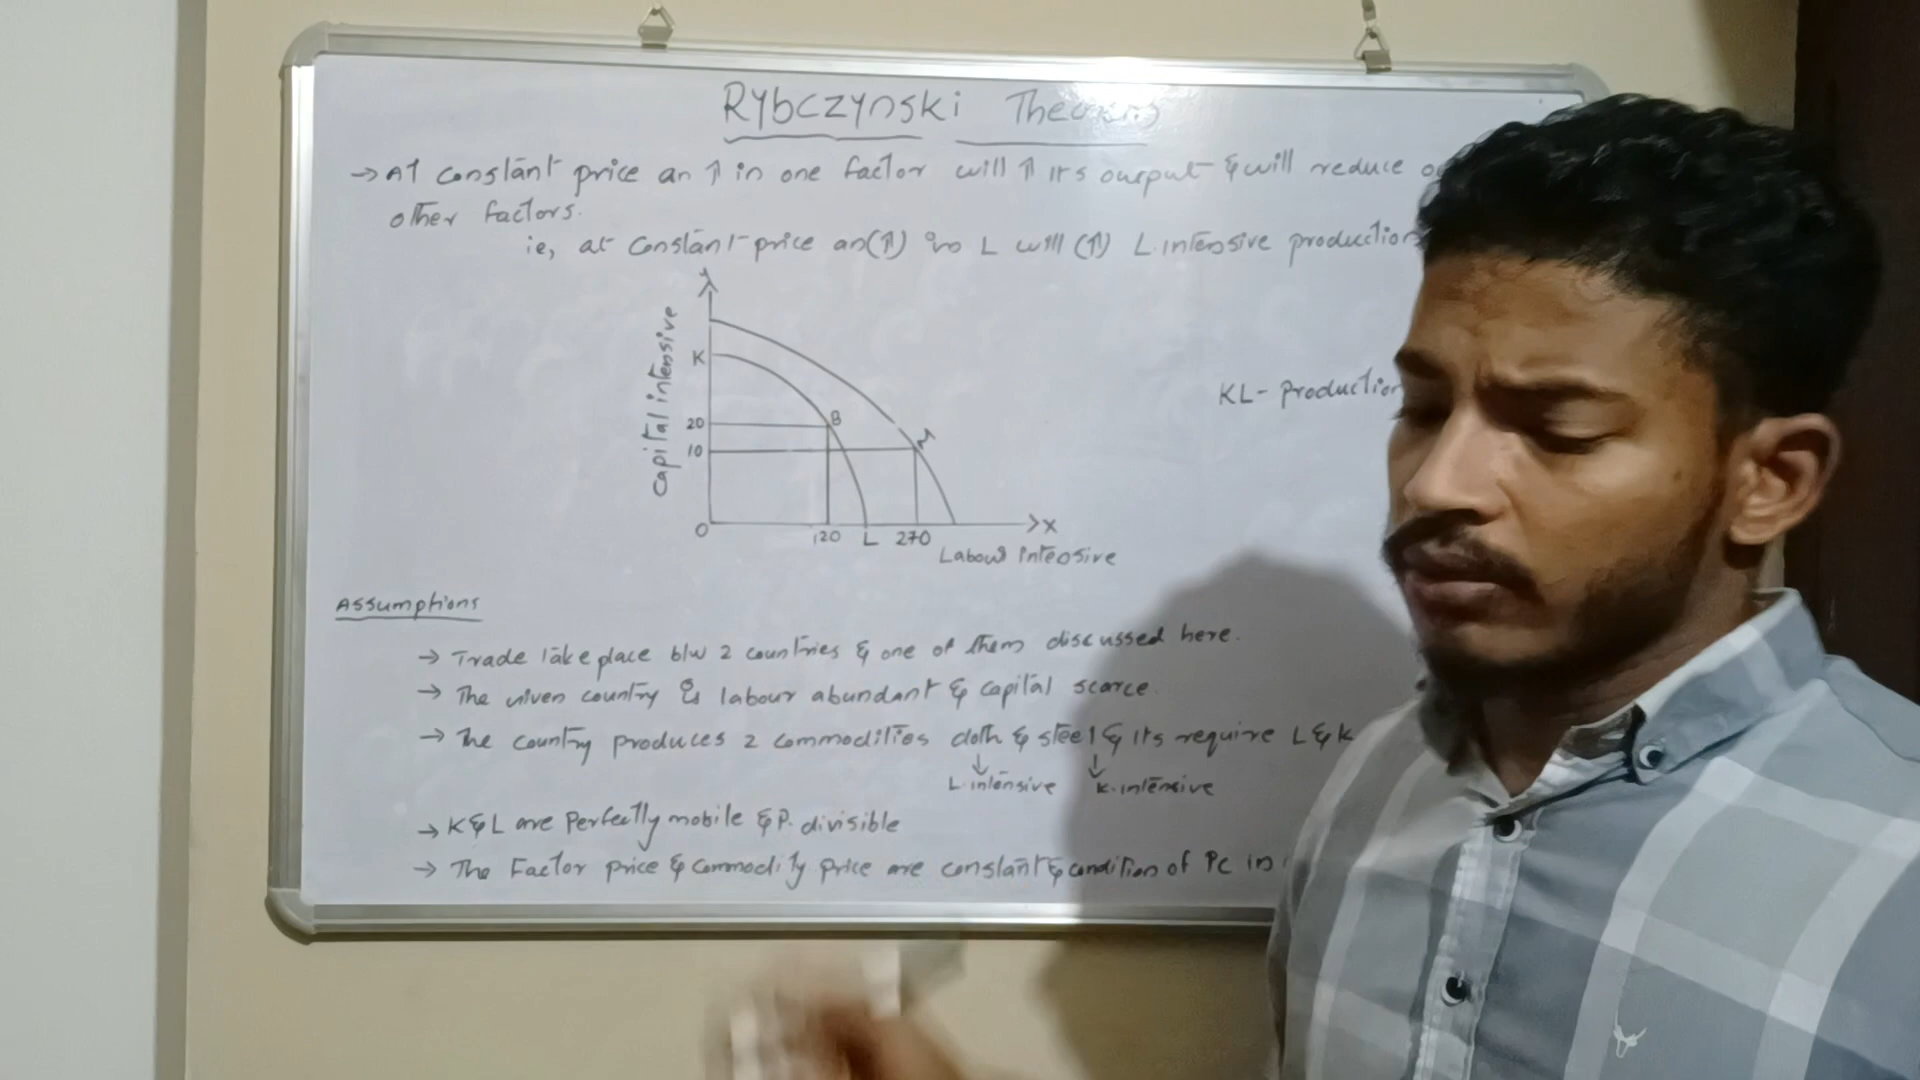 Rybczynski Theorems
→ At constant price an ↑ in one factor will ↑ its ourput & will reduce
other factors.
ie, at constant price an(↑) in L will (↑) L.intensive production
Y
Capital intensive
K
20
10
B
M
KL- production
O
120 L 270
X
Labour intensive
Assumptions
→ Trade take place b/w 2 countries & one of them discussed here.
→ The given country is labour abundant & capital scarce.
→ The country produces 2 commodities cloth & steel & its require L & K
L.intensive K.intensive
→ K&L are Perfectly mobile & P. divisible
→ The Factor price & commodity price are constant & condition of PC in